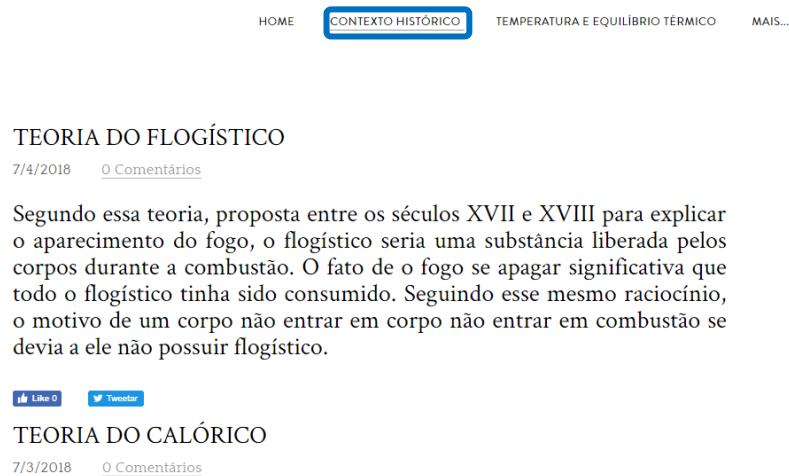 HOME CONTEXTO HISTÓRICO TEMPERATURA E EQUILÍBRIO TÉRMICO MAIS...
TEORIA DO FLOGÍSTICO
7/4/2018 0 Comentários
Segundo essa teoria, proposta entre os séculos XVII e XVIII para explicar
o aparecimento do fogo, o flogístico seria uma substância liberada pelos
corpos durante a combustão. O fato de o fogo se apagar significativa que
todo o flogístico tinha sido consumido. Seguindo esse mesmo raciocínio,
o motivo de um corpo não entrar em corpo não entrar em combustão se
devia a ele não possuir flogístico.
Like 0 Tweetar
TEORIA DO CALÓRICO
7/3/2018 0 Comentários